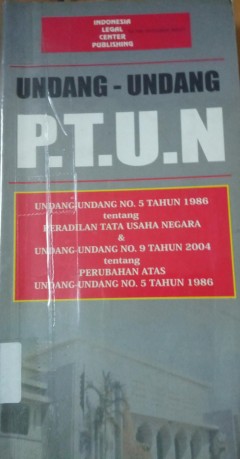 INDONESIA
LEGAL
CENTER
PUBLISHING
UNDANG - UNDANG
P.T.U.N
UNDANG-UNDANG NO. 5 TAHUN 1986
tentang
PERADILAN TATA USAHA NEGARA
&
UNDANG-UNDANG NO. 9 TAHUN 2004
tentang
PERUBAHAN ATAS
UNDANG-UNDANG NO. 5 TAHUN 1986